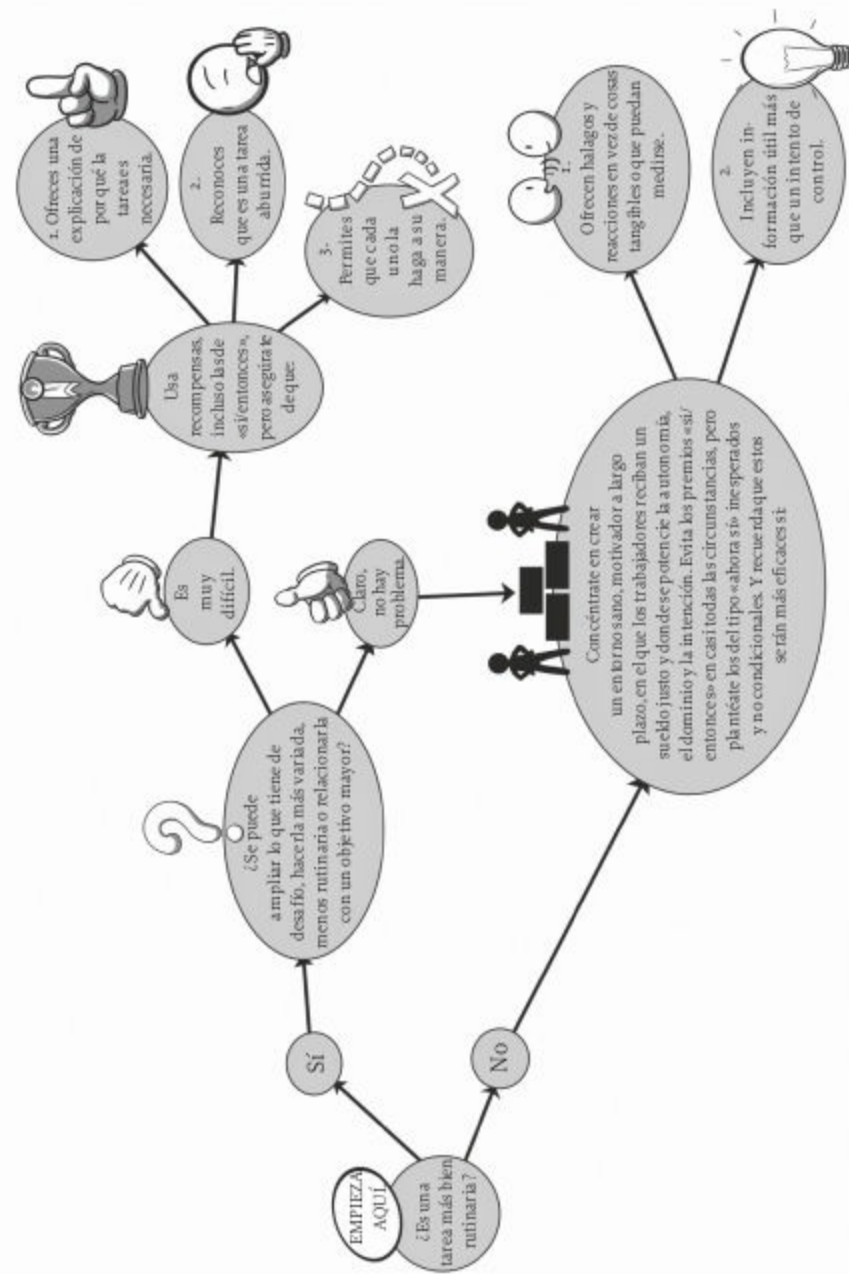 EMPIEZA
AQUÍ
¿Es una
tarea más bien
rutinaria?
Sí
No
¿Se puede
ampliar lo que tiene de
desafío, hacerla más variada,
menos rutinaria o relacionarla
con un objetivo mayor?
Es
muy
difícil.
Claro,
no hay
problema.
Usa
recompensas,
incluso las de
«si/entonces»,
pero asegúrate
de que:
1. Ofreces una
explicación de
por qué la
tarea es
necesaria.
2.
Reconoces
que es una tarea
aburrida.
3.
Permites
que cada
uno la
haga a su
manera.
Concéntrate en crear
un entorno sano, motivador a largo
plazo, en el que los trabajadores reciban un
sueldo justo y donde se potencie la autonomía,
el dominio y la intención. Evita los premios «si/
entonces» en casi todas las circunstancias, pero
plantéate los del tipo «ahora sí» inesperados
y no condicionales. Y recuerda que estos
serán más eficaces si:
1.
Ofrecen halagos y
reacciones en vez de cosas
tangibles o que puedan
medirse.
2.
Incluyen in-
formación útil más
que un intento de
control.